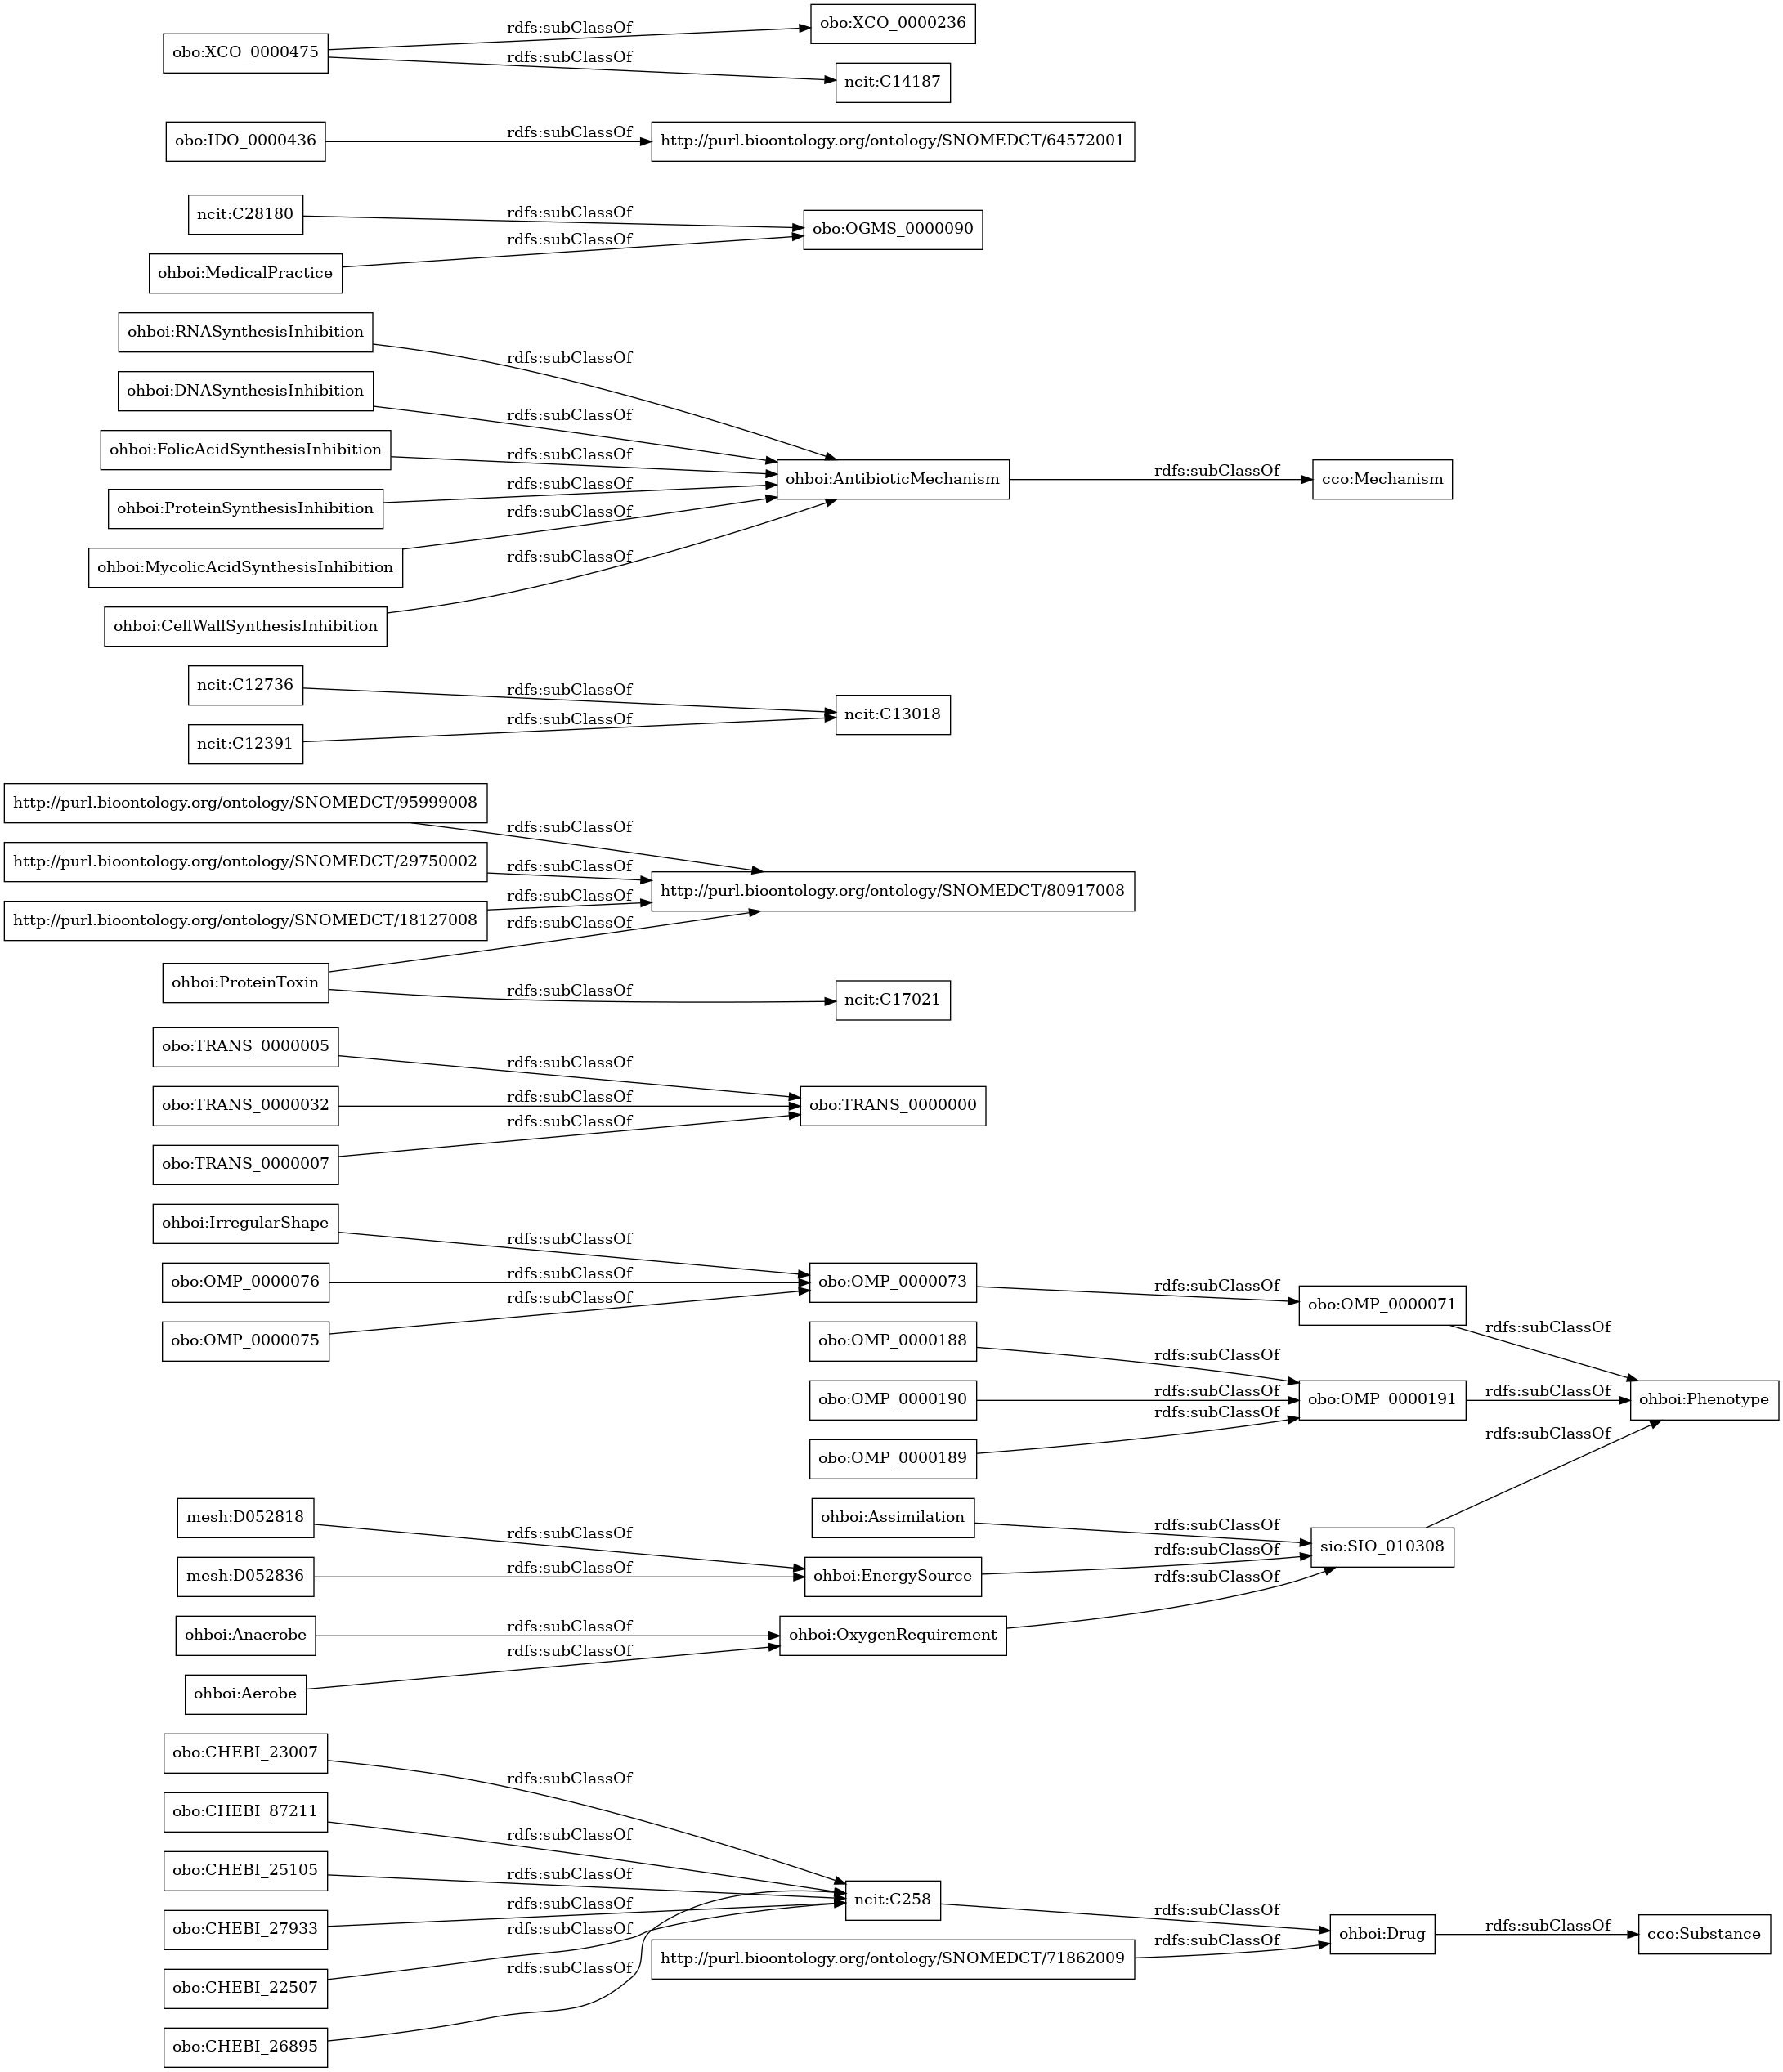 obo:XCO_0000475
rdfs:subClassOf
obo:XCO_0000236
rdfs:subClassOf
ncit:C14187
obo:IDO_0000436
rdfs:subClassOf
http://purl.bioontology.org/ontology/SNOMEDCT/64572001
ncit:C28180
rdfs:subClassOf
obo:OGMS_0000090
ohboi:MedicalPractice
rdfs:subClassOf
ohboi:RNASynthesisInhibition
rdfs:subClassOf
ohboi:DNASynthesisInhibition
rdfs:subClassOf
ohboi:FolicAcidSynthesisInhibition
rdfs:subClassOf
ohboi:ProteinSynthesisInhibition
rdfs:subClassOf
ohboi:MycolicAcidSynthesisInhibition
rdfs:subClassOf
ohboi:CellWallSynthesisInhibition
rdfs:subClassOf
ohboi:AntibioticMechanism
rdfs:subClassOf
cco:Mechanism
ncit:C12736
rdfs:subClassOf
ncit:C13018
ncit:C12391
rdfs:subClassOf
http://purl.bioontology.org/ontology/SNOMEDCT/95999008
rdfs:subClassOf
http://purl.bioontology.org/ontology/SNOMEDCT/29750002
rdfs:subClassOf
http://purl.bioontology.org/ontology/SNOMEDCT/80917008
http://purl.bioontology.org/ontology/SNOMEDCT/18127008
rdfs:subClassOf
ohboi:ProteinToxin
rdfs:subClassOf
rdfs:subClassOf
ncit:C17021
obo:TRANS_0000005
rdfs:subClassOf
obo:TRANS_0000032
rdfs:subClassOf
obo:TRANS_0000000
obo:TRANS_0000007
rdfs:subClassOf
ohboi:IrregularShape
rdfs:subClassOf
obo:OMP_0000076
rdfs:subClassOf
obo:OMP_0000075
rdfs:subClassOf
obo:OMP_0000073
rdfs:subClassOf
obo:OMP_0000071
rdfs:subClassOf
obo:OMP_0000188
rdfs:subClassOf
obo:OMP_0000190
rdfs:subClassOf
obo:OMP_0000191
rdfs:subClassOf
ohboi:Phenotype
obo:OMP_0000189
rdfs:subClassOf
rdfs:subClassOf
mesh:D052818
rdfs:subClassOf
ohboi:Assimilation
rdfs:subClassOf
sio:SIO_010308
mesh:D052836
rdfs:subClassOf
ohboi:EnergySource
rdfs:subClassOf
ohboi:Anaerobe
rdfs:subClassOf
ohboi:OxygenRequirement
rdfs:subClassOf
ohboi:Aerobe
rdfs:subClassOf
obo:CHEBI_23007
rdfs:subClassOf
obo:CHEBI_87211
rdfs:subClassOf
obo:CHEBI_25105
rdfs:subClassOf
obo:CHEBI_27933
rdfs:subClassOf
obo:CHEBI_22507
rdfs:subClassOf
obo:CHEBI_26895
rdfs:subClassOf
ncit:C258
rdfs:subClassOf
http://purl.bioontology.org/ontology/SNOMEDCT/71862009
rdfs:subClassOf
ohboi:Drug
rdfs:subClassOf
cco:Substance